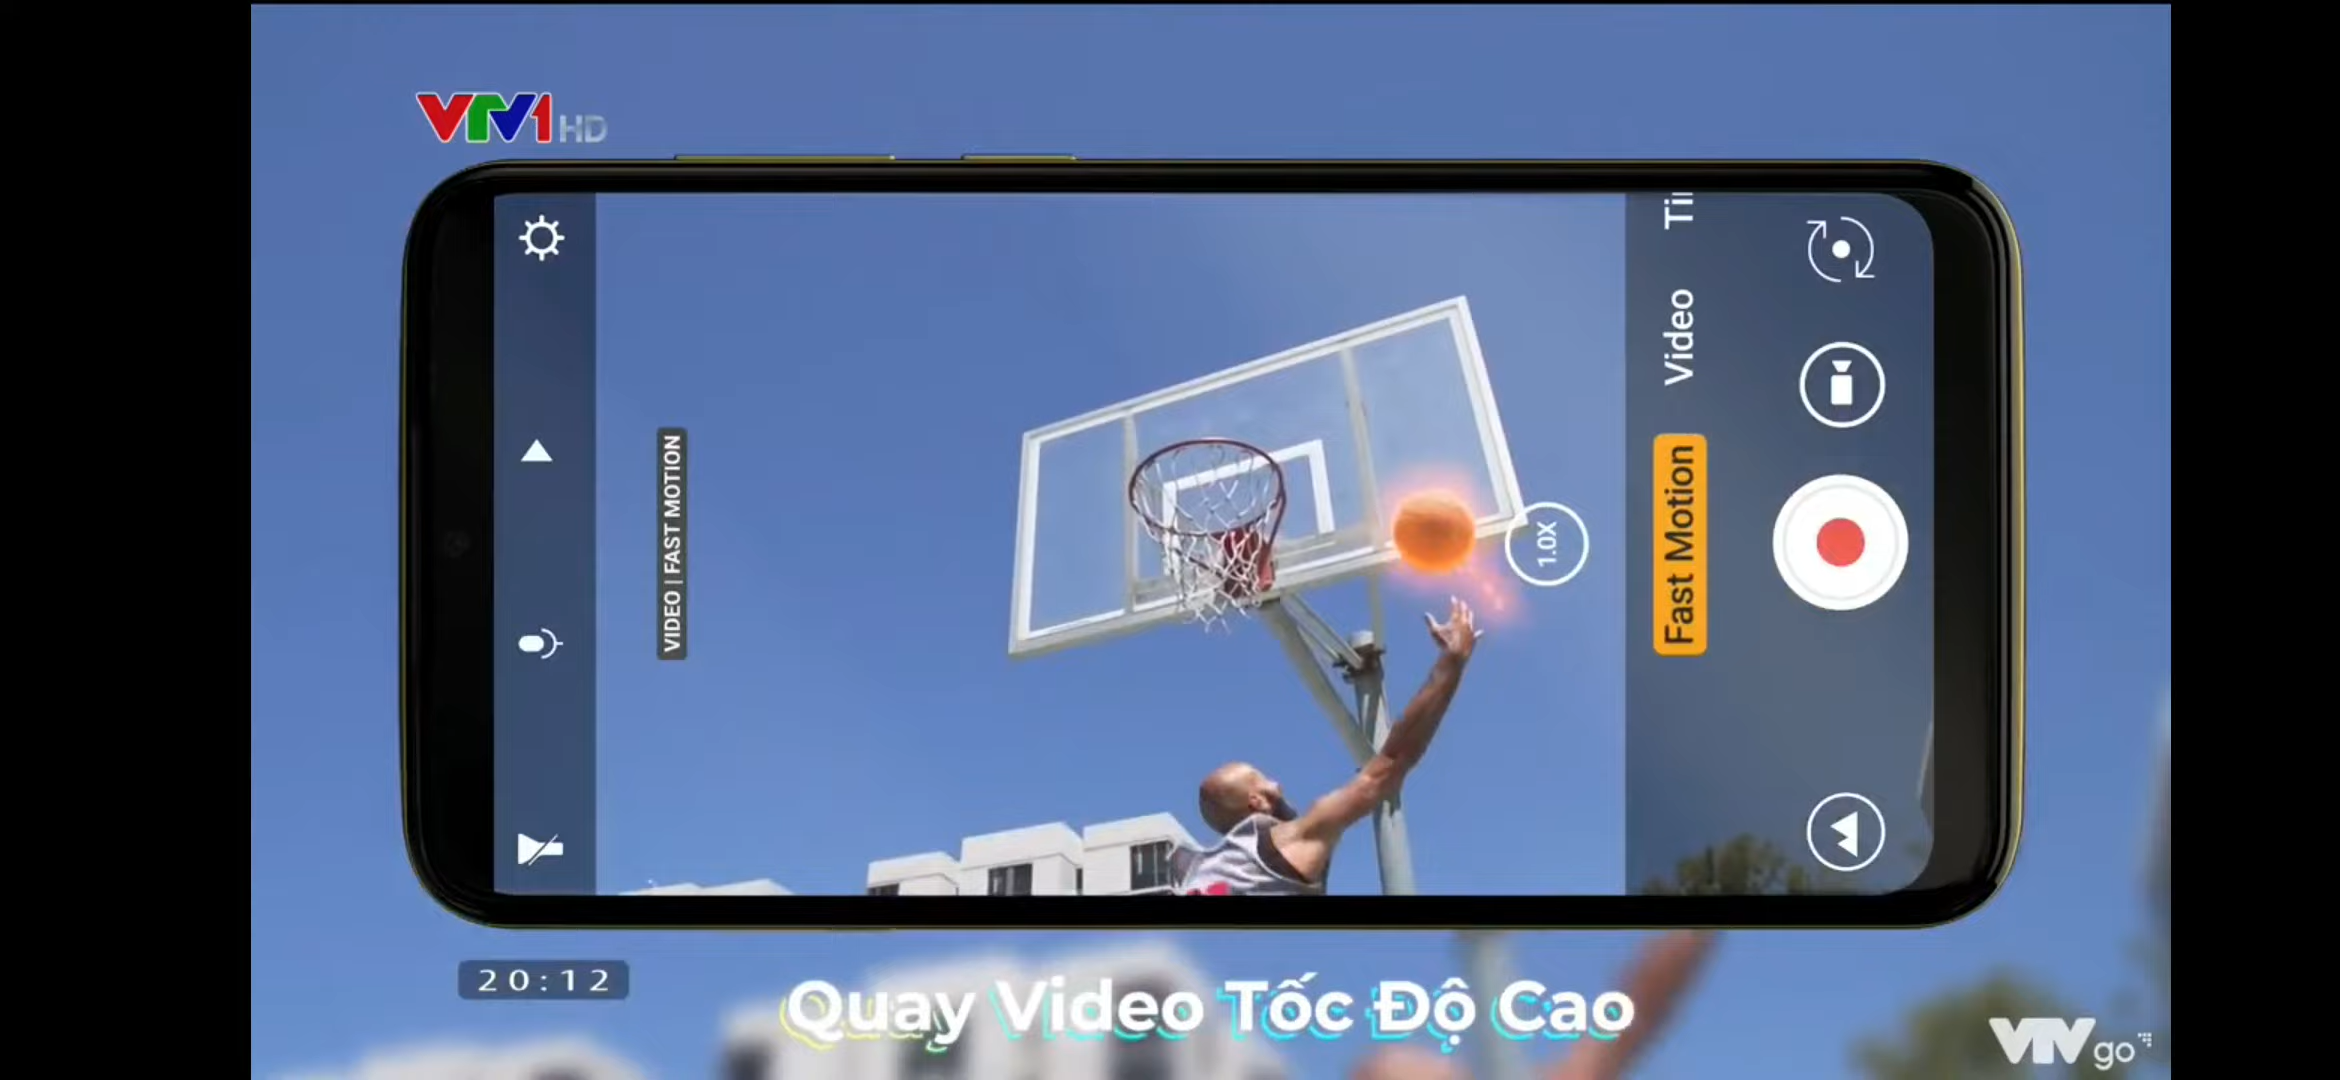 VTV1 HD
VIDEO | FAST MOTION
1.0X
Video
Fast Motion
20:12
Quay Video Tốc Độ Cao
VTV go